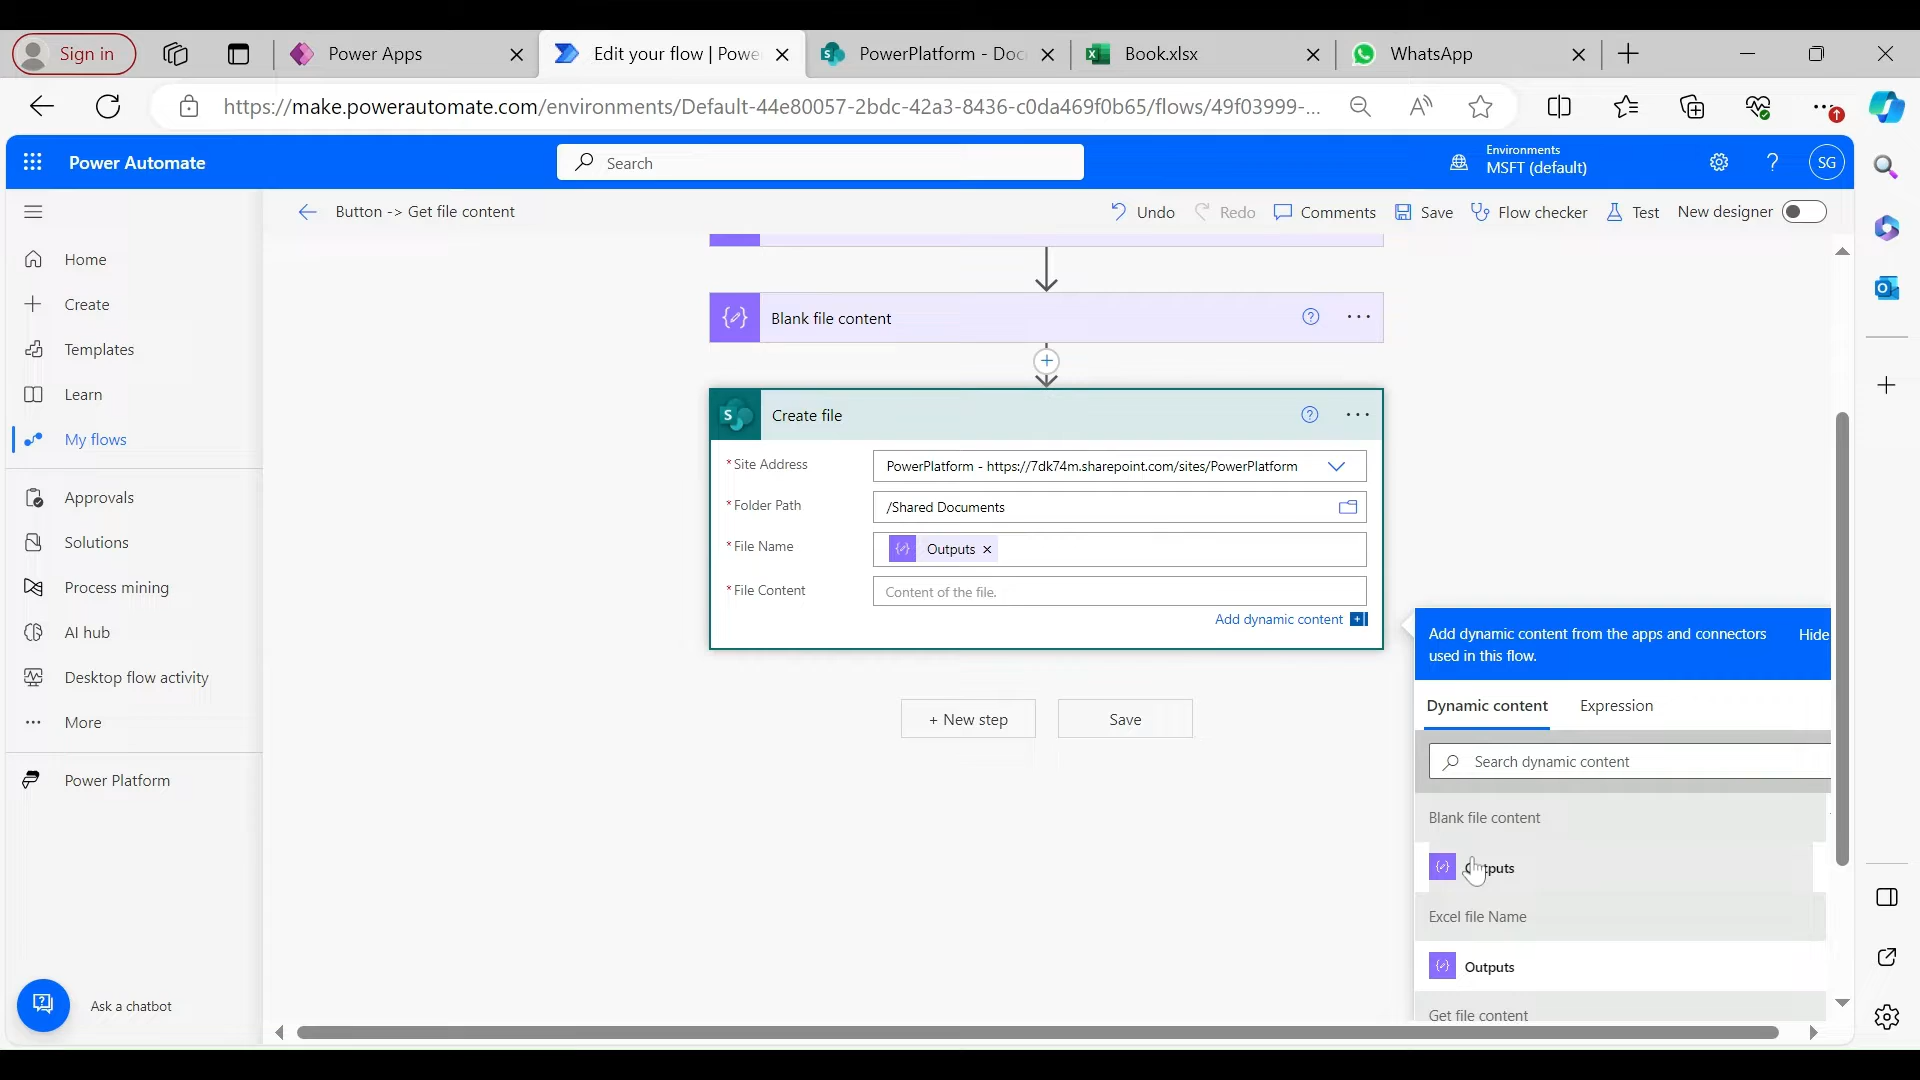 Sign in
Power Apps
Edit your flow | Powe
PowerPlatform - Doc
Book.xlsx
WhatsApp
https://make.powerautomate.com/environments/Default-44e80057-2bdc-42a3-8436-c0da469f0b65/flows/49f03999-...
Power Automate
Search
Environments
MSFT (default)
SG
Button -> Get file content
Undo
Redo
Comments
Save
Flow checker
Test
New designer
Home
Create
Templates
Learn
My flows
Approvals
Solutions
Process mining
AI hub
Desktop flow activity
More
Power Platform
Ask a chatbot
Blank file content
Create file
* Site Address
PowerPlatform - https://7dk74m.sharepoint.com/sites/PowerPlatform
* Folder Path
/Shared Documents
* File Name
Outputs
* File Content
Content of the file.
Add dynamic content
+ New step
Save
Add dynamic content from the apps and connectors
used in this flow.
Hide
Dynamic content
Expression
Search dynamic content
Blank file content
Outputs
Excel file Name
Outputs
Get file content